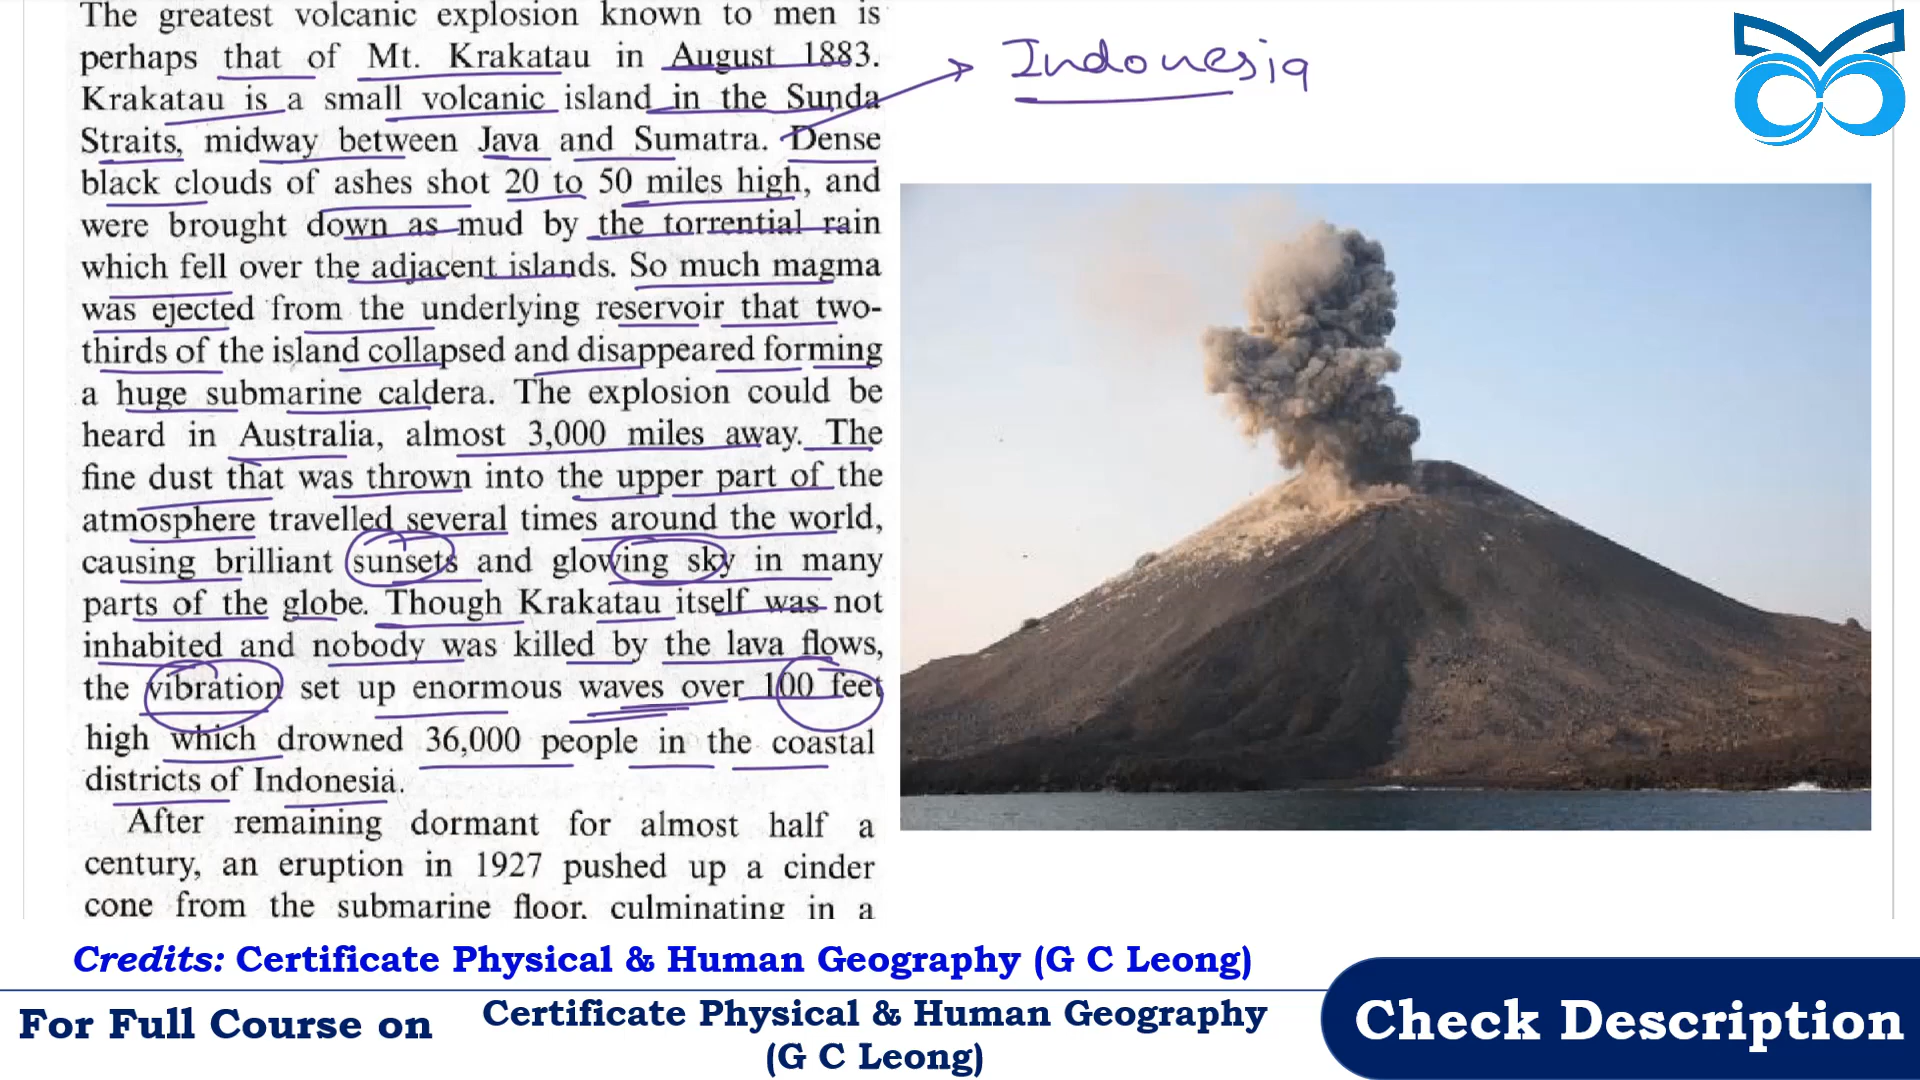 The greatest volcanic explosion known to men is
perhaps that of Mt. Krakatau in August 1883.
Krakatau is a small volcanic island in the Sunda
Straits, midway between Java and Sumatra. Dense
black clouds of ashes shot 20 to 50 miles high, and
were brought down as mud by the torrential rain
which fell over the adjacent islands. So much magma
was ejected from the underlying reservoir that two-
thirds of the island collapsed and disappeared forming
a huge submarine caldera. The explosion could be
heard in Australia, almost 3,000 miles away. The
fine dust that was thrown into the upper part of the
atmosphere travelled several times around the world,
causing brilliant sunsets and glowing sky in many
parts of the globe. Though Krakatau itself was not
inhabited and nobody was killed by the lava flows,
the vibration set up enormous waves over 100 feet
high which drowned 36,000 people in the coastal
districts of Indonesia.
After remaining dormant for almost half a
century, an eruption in 1927 pushed up a cinder
cone from the submarine floor, culminating in a
Indonesia
Credits: Certificate Physical & Human Geography (G C Leong)
For Full Course on
Certificate Physical & Human Geography
(G C Leong)
Check Description